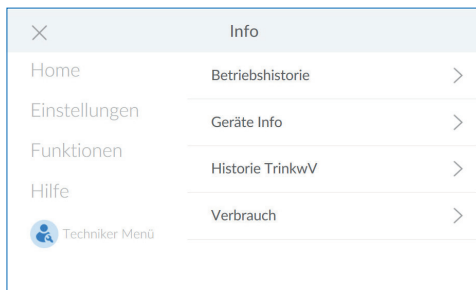 Info
Home
Einstellungen
Funktionen
Hilfe
Techniker Menü
Betriebshistorie
Geräte Info
Historie TrinkwV
Verbrauch